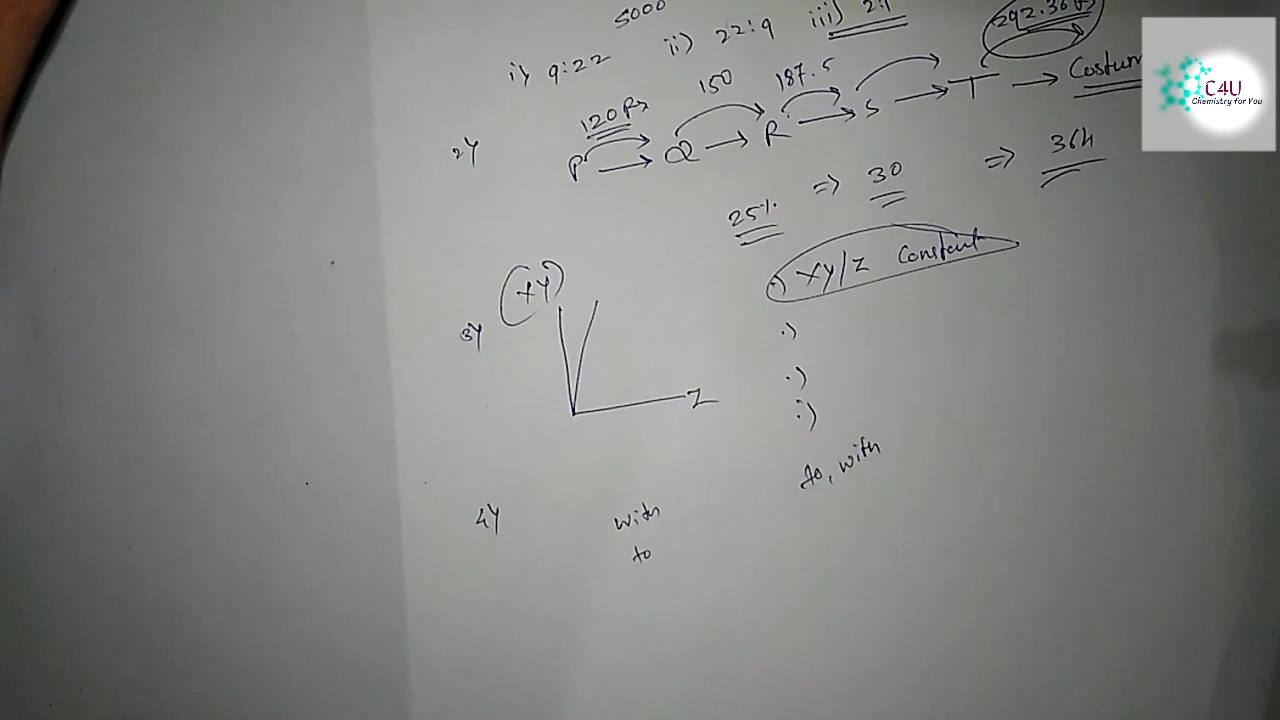 5000
i) 9:22 ii) 22:9 iii) 2:1
292.36
120 Rs 150 187.5
2) P → Q → R → S → T → Costum
25% => 30 => 364
.) XY/Z Constant
3) (XY)
Z
.)
.)
.)
to, with
4) with
to
C4U
Chemistry for You